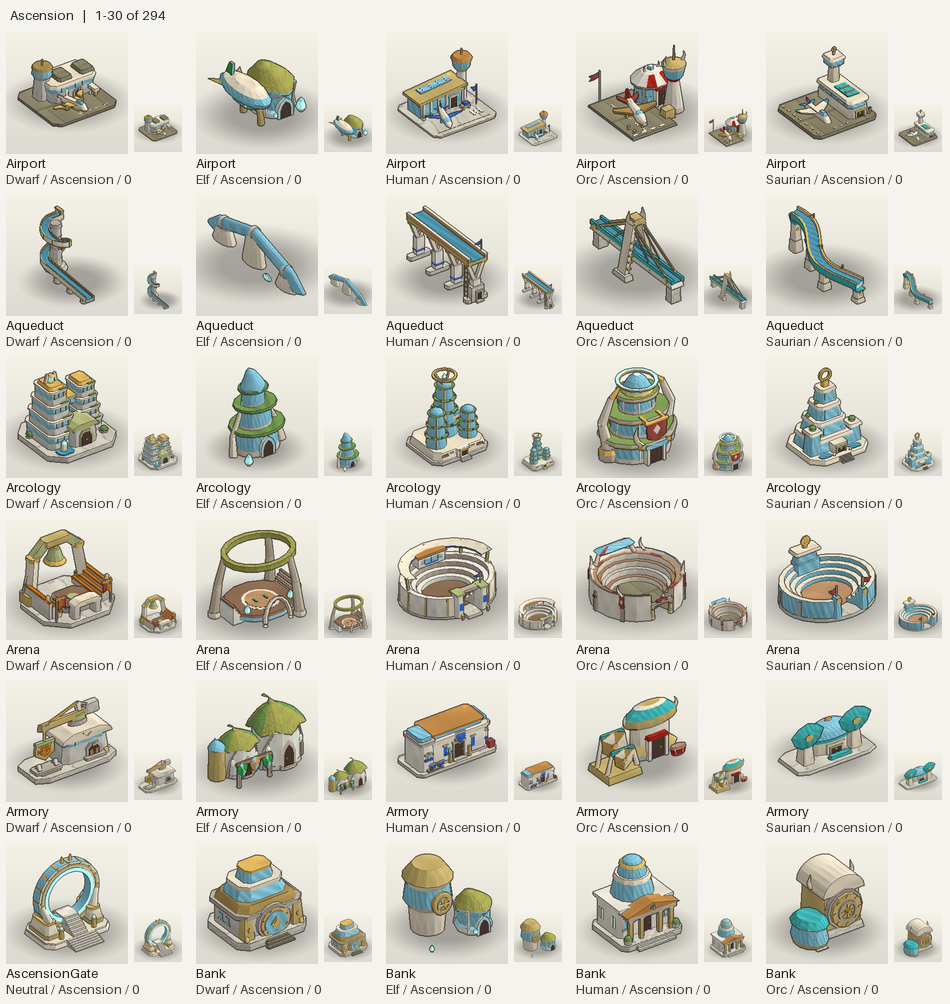 Ascension | 1-30 of 294
Airport Airport Airport Airport Airport
Dwarf / Ascension / 0 Elf / Ascension / 0 Human / Ascension / 0 Orc / Ascension / 0 Saurian / Ascension / 0
Aqueduct Aqueduct Aqueduct Aqueduct Aqueduct
Dwarf / Ascension / 0 Elf / Ascension / 0 Human / Ascension / 0 Orc / Ascension / 0 Saurian / Ascension / 0
Arcology Arcology Arcology Arcology Arcology
Dwarf / Ascension / 0 Elf / Ascension / 0 Human / Ascension / 0 Orc / Ascension / 0 Saurian / Ascension / 0
Arena Arena Arena Arena Arena
Dwarf / Ascension / 0 Elf / Ascension / 0 Human / Ascension / 0 Orc / Ascension / 0 Saurian / Ascension / 0
Armory Armory Armory Armory Armory
Dwarf / Ascension / 0 Elf / Ascension / 0 Human / Ascension / 0 Orc / Ascension / 0 Saurian / Ascension / 0
AscensionGate Bank Bank Bank Bank
Neutral / Ascension / 0 Dwarf / Ascension / 0 Elf / Ascension / 0 Human / Ascension / 0 Orc / Ascension / 0